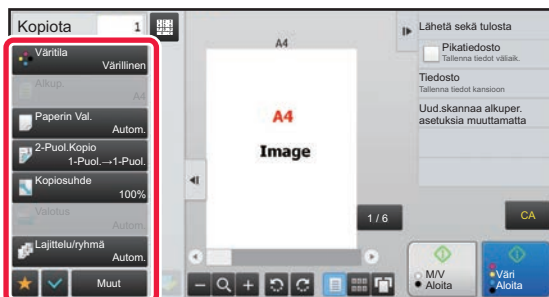 Kopiota 1
Väritila
Värillinen
Alkup.
A4
Paperin Val.
Autom.
2-Puol.Kopio
1-Puol.→1-Puol.
Kopiosuhde
100%
Valotus
Autom.
Lajittelu/ryhmä
Autom.
Muut
A4
A4
Image
1 / 6
Lähetä sekä tulosta
Pikatiedosto
Tallenna tiedot väliaik.
Tiedosto
Tallenna tiedot kansioon
Uud.skannaa alkuper.
asetuksia muuttamatta
CA
M/V
Aloita
Väri
Aloita